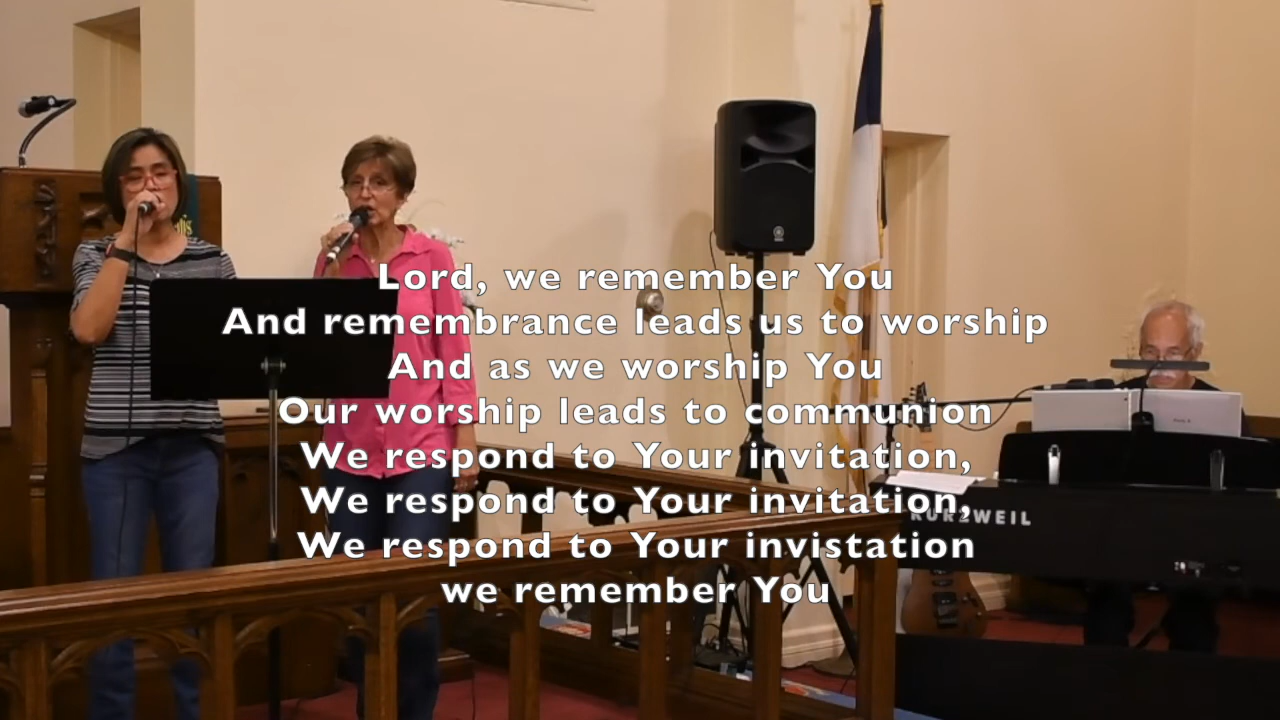 Lord, we remember You
And remembrance leads us to worship
And as we worship You
Our worship leads to communion
We respond to Your invitation,
We respond to Your invitation,
We respond to Your invistation
we remember You
KURZWEIL